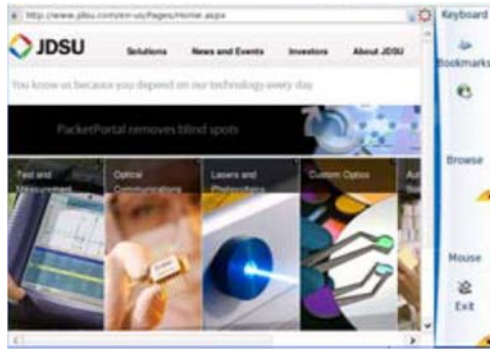 http://www.jdsu.com/en-us/Pages/Home.aspx
Keyboard
JDSU
Solutions News and Events Investors About JDSU
Bookmarks
You know us because you depend on our technology every day
PacketPortal removes blind spots
Browse
Test and Measurement
Optical Communications
Lasers and Photonics
Custom Optics
Mouse
Exit